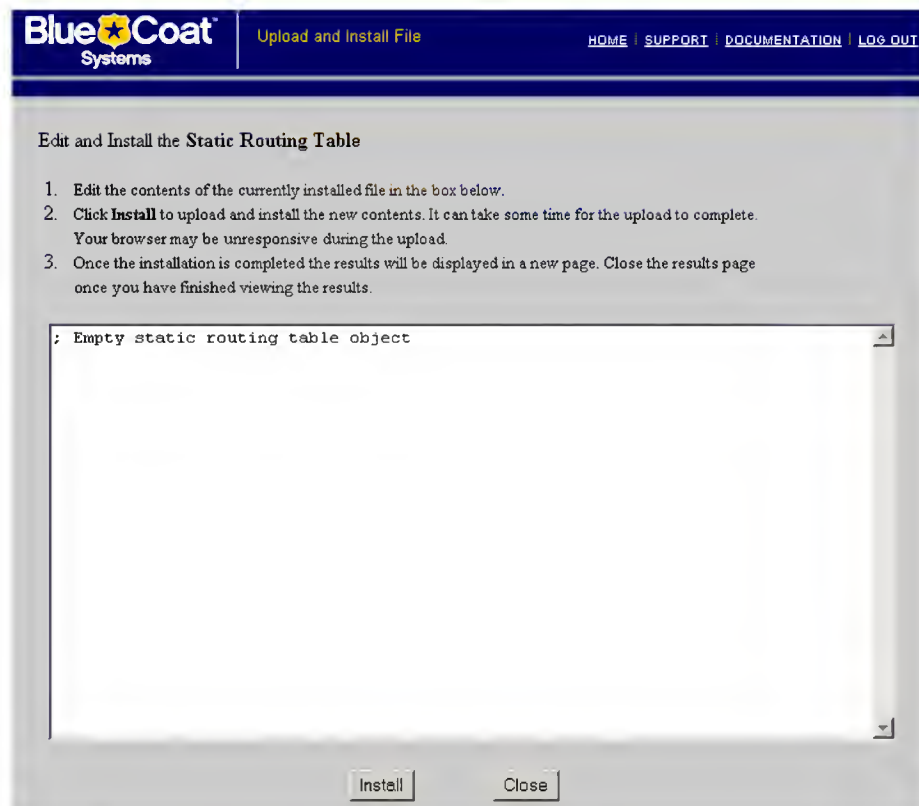 Blue Coat™
Systems
Upload and Install File
HOME | SUPPORT | DOCUMENTATION | LOG OUT
Edit and Install the Static Routing Table
1. Edit the contents of the currently installed file in the box below.
2. Click Install to upload and install the new contents. It can take some time for the upload to complete.
Your browser may be unresponsive during the upload.
3. Once the installation is completed the results will be displayed in a new page. Close the results page
once you have finished viewing the results.
; Empty static routing table object
Install
Close